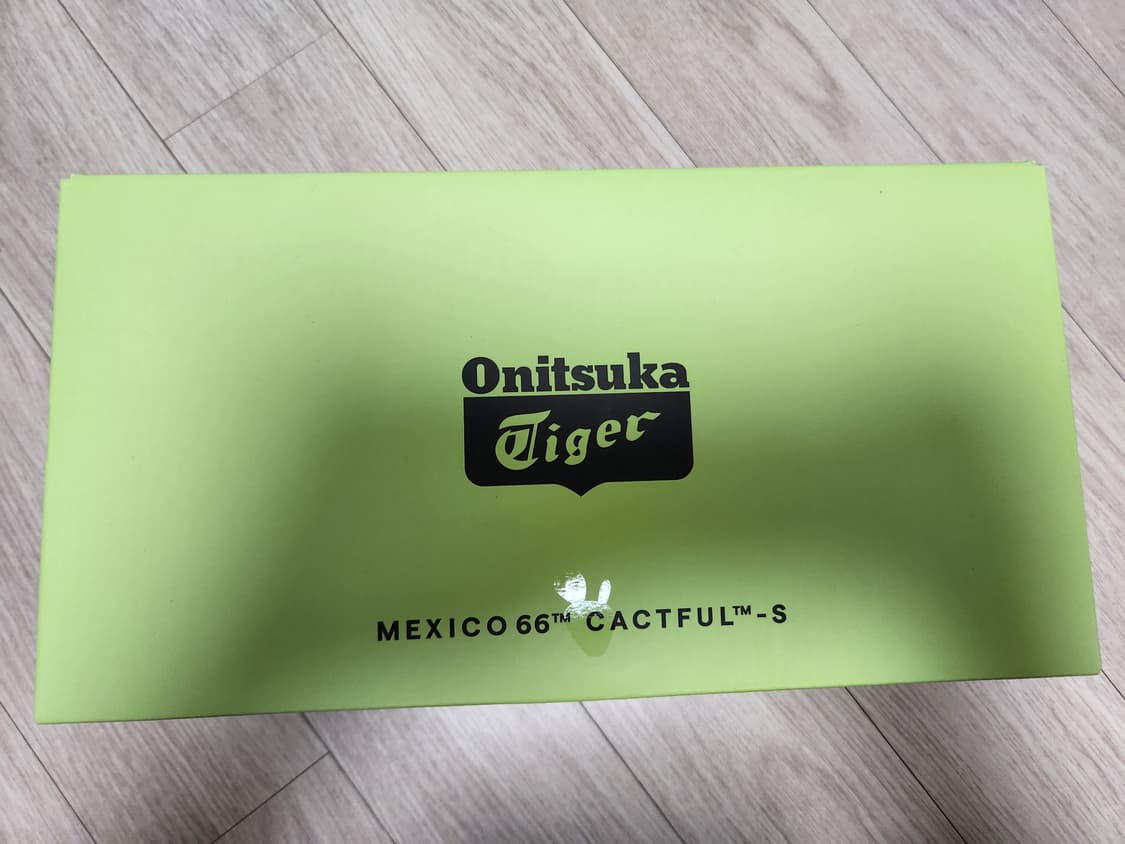 Onitsuka
Tiger
MEXICO 66™ CACTFUL™-S